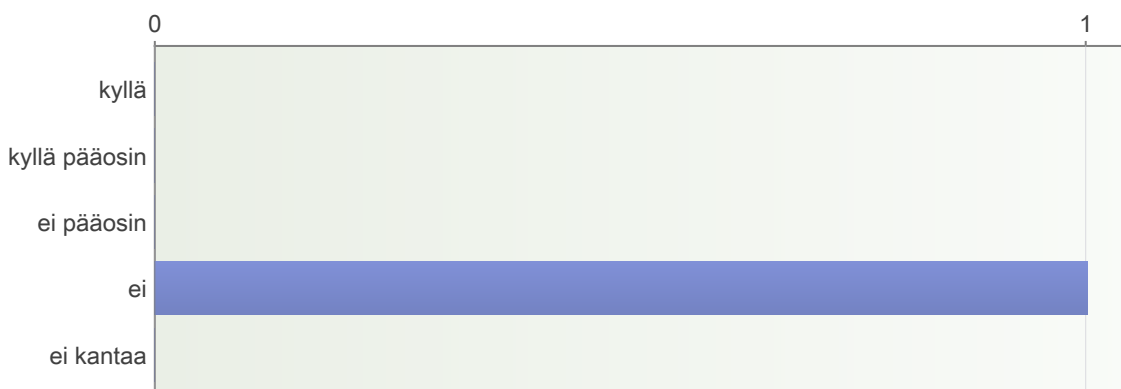 0 1
kyllä
kyllä pääosin
ei pääosin
ei
ei kantaa